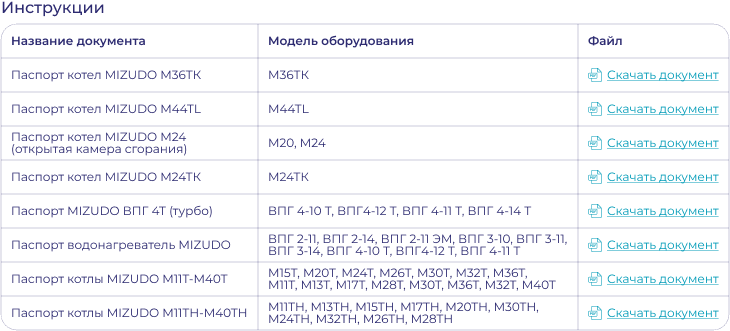 Инструкции
Название документа Модель оборудования Файл
Паспорт котел MIZUDO M36TK M36TK Скачать документ
Паспорт котел MIZUDO M44TL M44TL Скачать документ
Паспорт котел MIZUDO M24
(открытая камера сгорания) M20, M24 Скачать документ
Паспорт котел MIZUDO M24TK M24TK Скачать документ
Паспорт MIZUDO ВПГ 4Т (турбо) ВПГ 4-10 Т, ВПГ4-12 Т, ВПГ 4-11 Т, ВПГ 4-14 Т Скачать документ
Паспорт водонагреватель MIZUDO ВПГ 2-11, ВПГ 2-14, ВПГ 2-11 ЭМ, ВПГ 3-10, ВПГ 3-11,
ВПГ 3-14, ВПГ 4-10 Т, ВПГ4-12 Т, ВПГ 4-11 Т Скачать документ
Паспорт котлы MIZUDO M11T-M40T M15T, M20T, M24T, M26T, M30T, M32T, M36T,
M11T, M13T, M17T, M28T, M30T, M36T, M32T, M40T Скачать документ
Паспорт котлы MIZUDO M11TH-M40TH M11TH, M13TH, M15TH, M17TH, M20TH, M30TH,
M24TH, M32TH, M26TH, M28TH Скачать документ